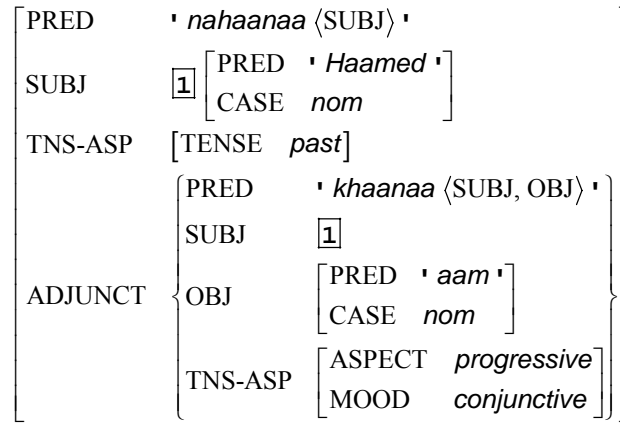 PRED ' nahaanaa ⟨SUBJ⟩ '
SUBJ 1 [PRED ' Haamed ']
[CASE nom]
TNS-ASP [TENSE past]
ADJUNCT {PRED ' khaanaa ⟨SUBJ, OBJ⟩ '
SUBJ 1
OBJ [PRED ' aam ']
[CASE nom]
TNS-ASP [ASPECT progressive]
[MOOD conjunctive]}